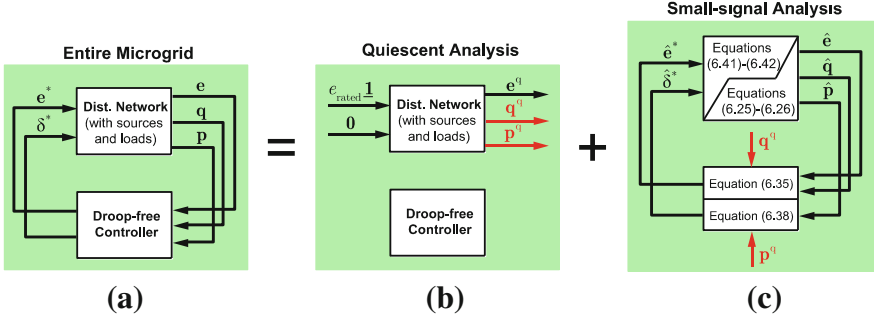 Entire Microgrid
e*
δ*
Dist. Network
(with sources
and loads)
e
q
p
Droop-free
Controller
(a)
=
Quiescent Analysis
e_rated 1
0
Dist. Network
(with sources
and loads)
e^q
q^q
p^q
Droop-free
Controller
(b)
+
Small-signal Analysis
ê*
δ̂*
Equations
(6.41)-(6.42)
Equations
(6.25)-(6.26)
ê
q̂
p̂
q^q
Equation (6.35)
Equation (6.38)
p^q
(c)